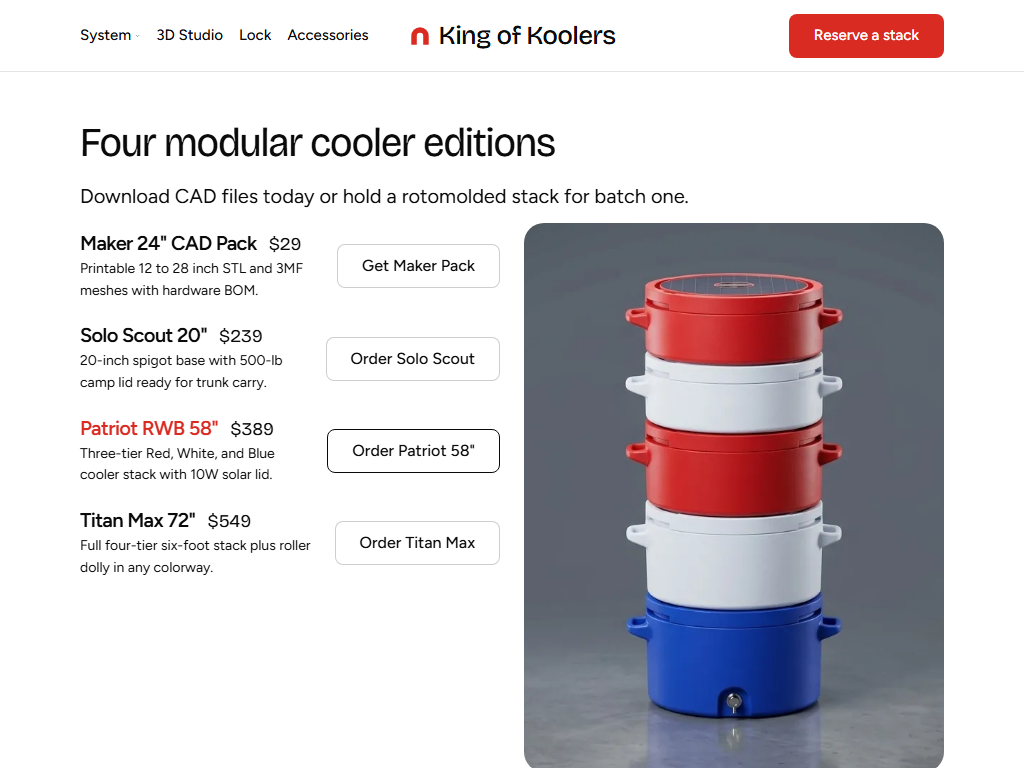 System
3D Studio
Lock
Accessories
King of Koolers
Reserve a stack
Four modular cooler editions
Download CAD files today or hold a rotomolded stack for batch one.
Maker 24" CAD Pack $29
Printable 12 to 28 inch STL and 3MF
meshes with hardware BOM.
Get Maker Pack
Solo Scout 20" $239
20-inch spigot base with 500-lb
camp lid ready for trunk carry.
Order Solo Scout
Patriot RWB 58" $389
Three-tier Red, White, and Blue
cooler stack with 10W solar lid.
Order Patriot 58"
Titan Max 72" $549
Full four-tier six-foot stack plus roller
dolly in any colorway.
Order Titan Max